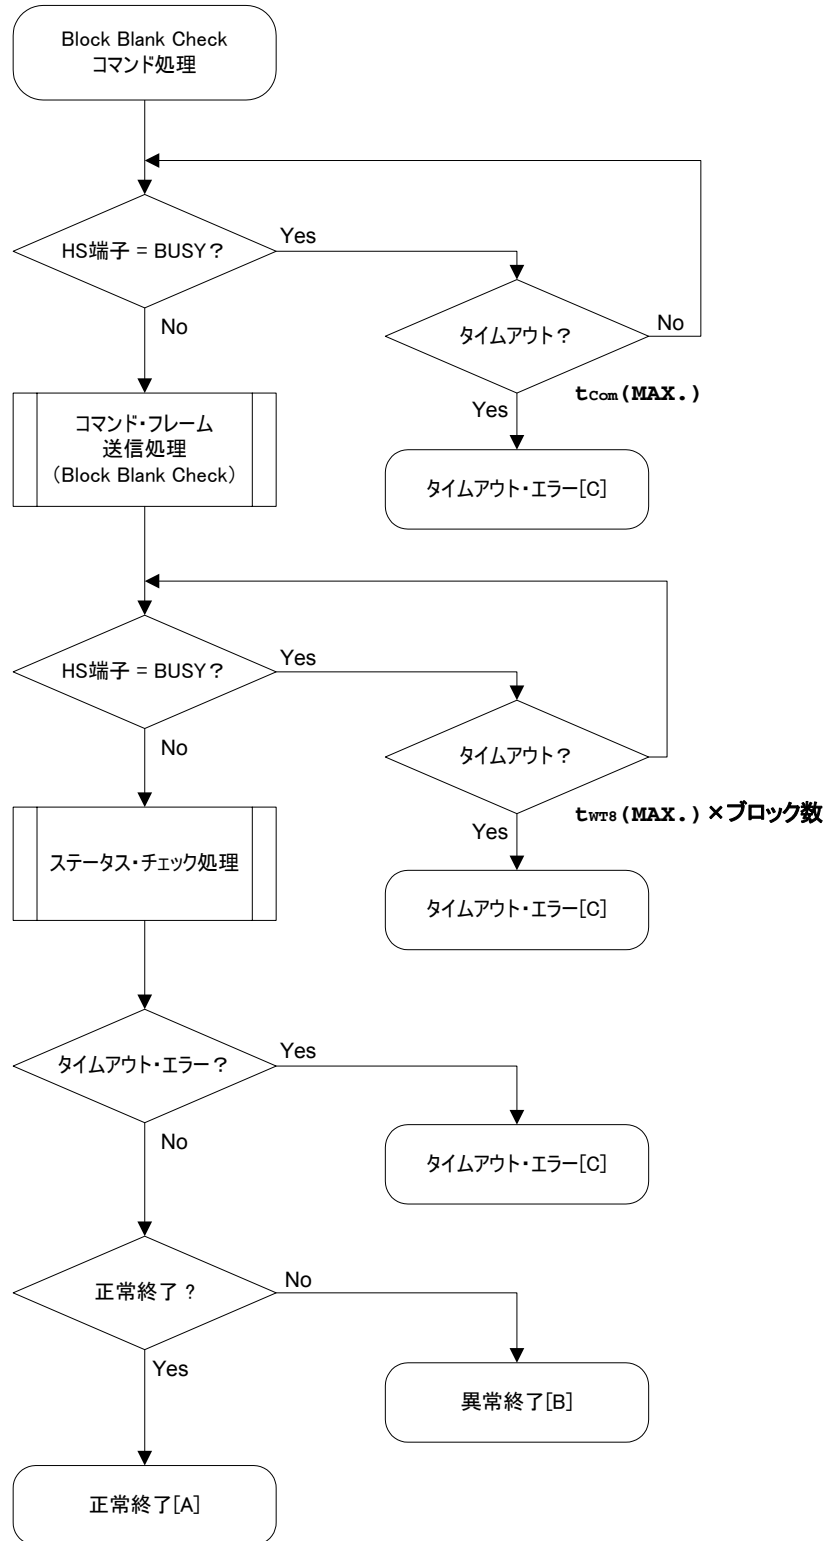 Block Blank Check
コマンド処理
HS端子 = BUSY?
Yes
No
タイムアウト?
No
tCom(MAX.)
Yes
コマンド・フレーム
送信処理
(Block Blank Check)
タイムアウト・エラー[C]
HS端子 = BUSY?
Yes
No
タイムアウト?
tWT8(MAX.)×ブロック数
Yes
ステータス・チェック処理
タイムアウト・エラー[C]
タイムアウト・エラー?
Yes
No
タイムアウト・エラー[C]
正常終了 ?
No
Yes
異常終了[B]
正常終了[A]